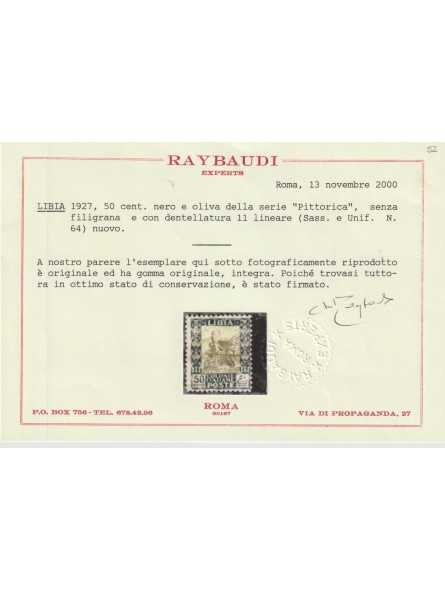 52
RAYBAUDI
EXPERTS
Roma, 13 novembre 2000
LIBIA 1927, 50 cent. nero e oliva della serie "Pittorica", senza
filigrana e con dentellatura 11 lineare (Sass. e Unif. N.
64) nuovo.
A nostro parere l'esemplare qui sotto fotograficamente riprodotto
è originale ed ha gomma originale, integra. Poiché trovasi tutto-
ra in ottimo stato di conservazione, è stato firmato.
LIBIA
50
POSTE
ROMA
00187
P.O. BOX 756 - TEL. 678.42.06
VIA DI PROPAGANDA, 27